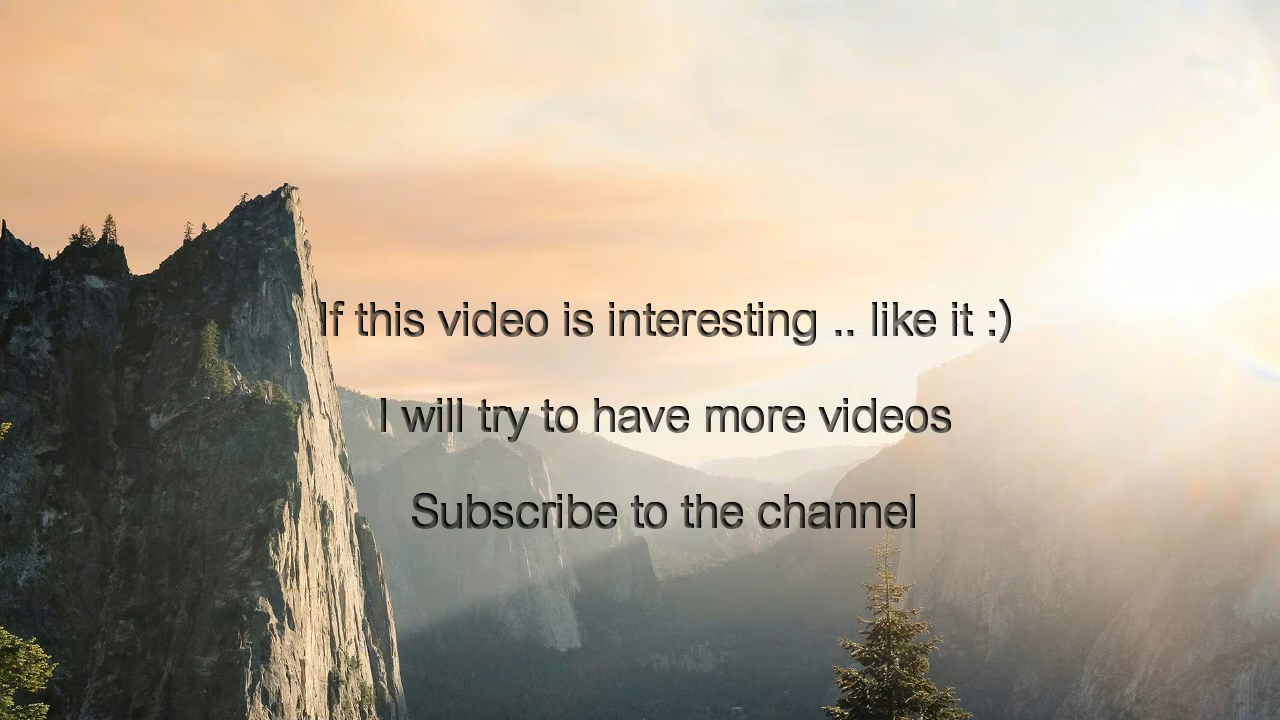 If this video is interesting .. like it :)
I will try to have more videos
Subscribe to the channel